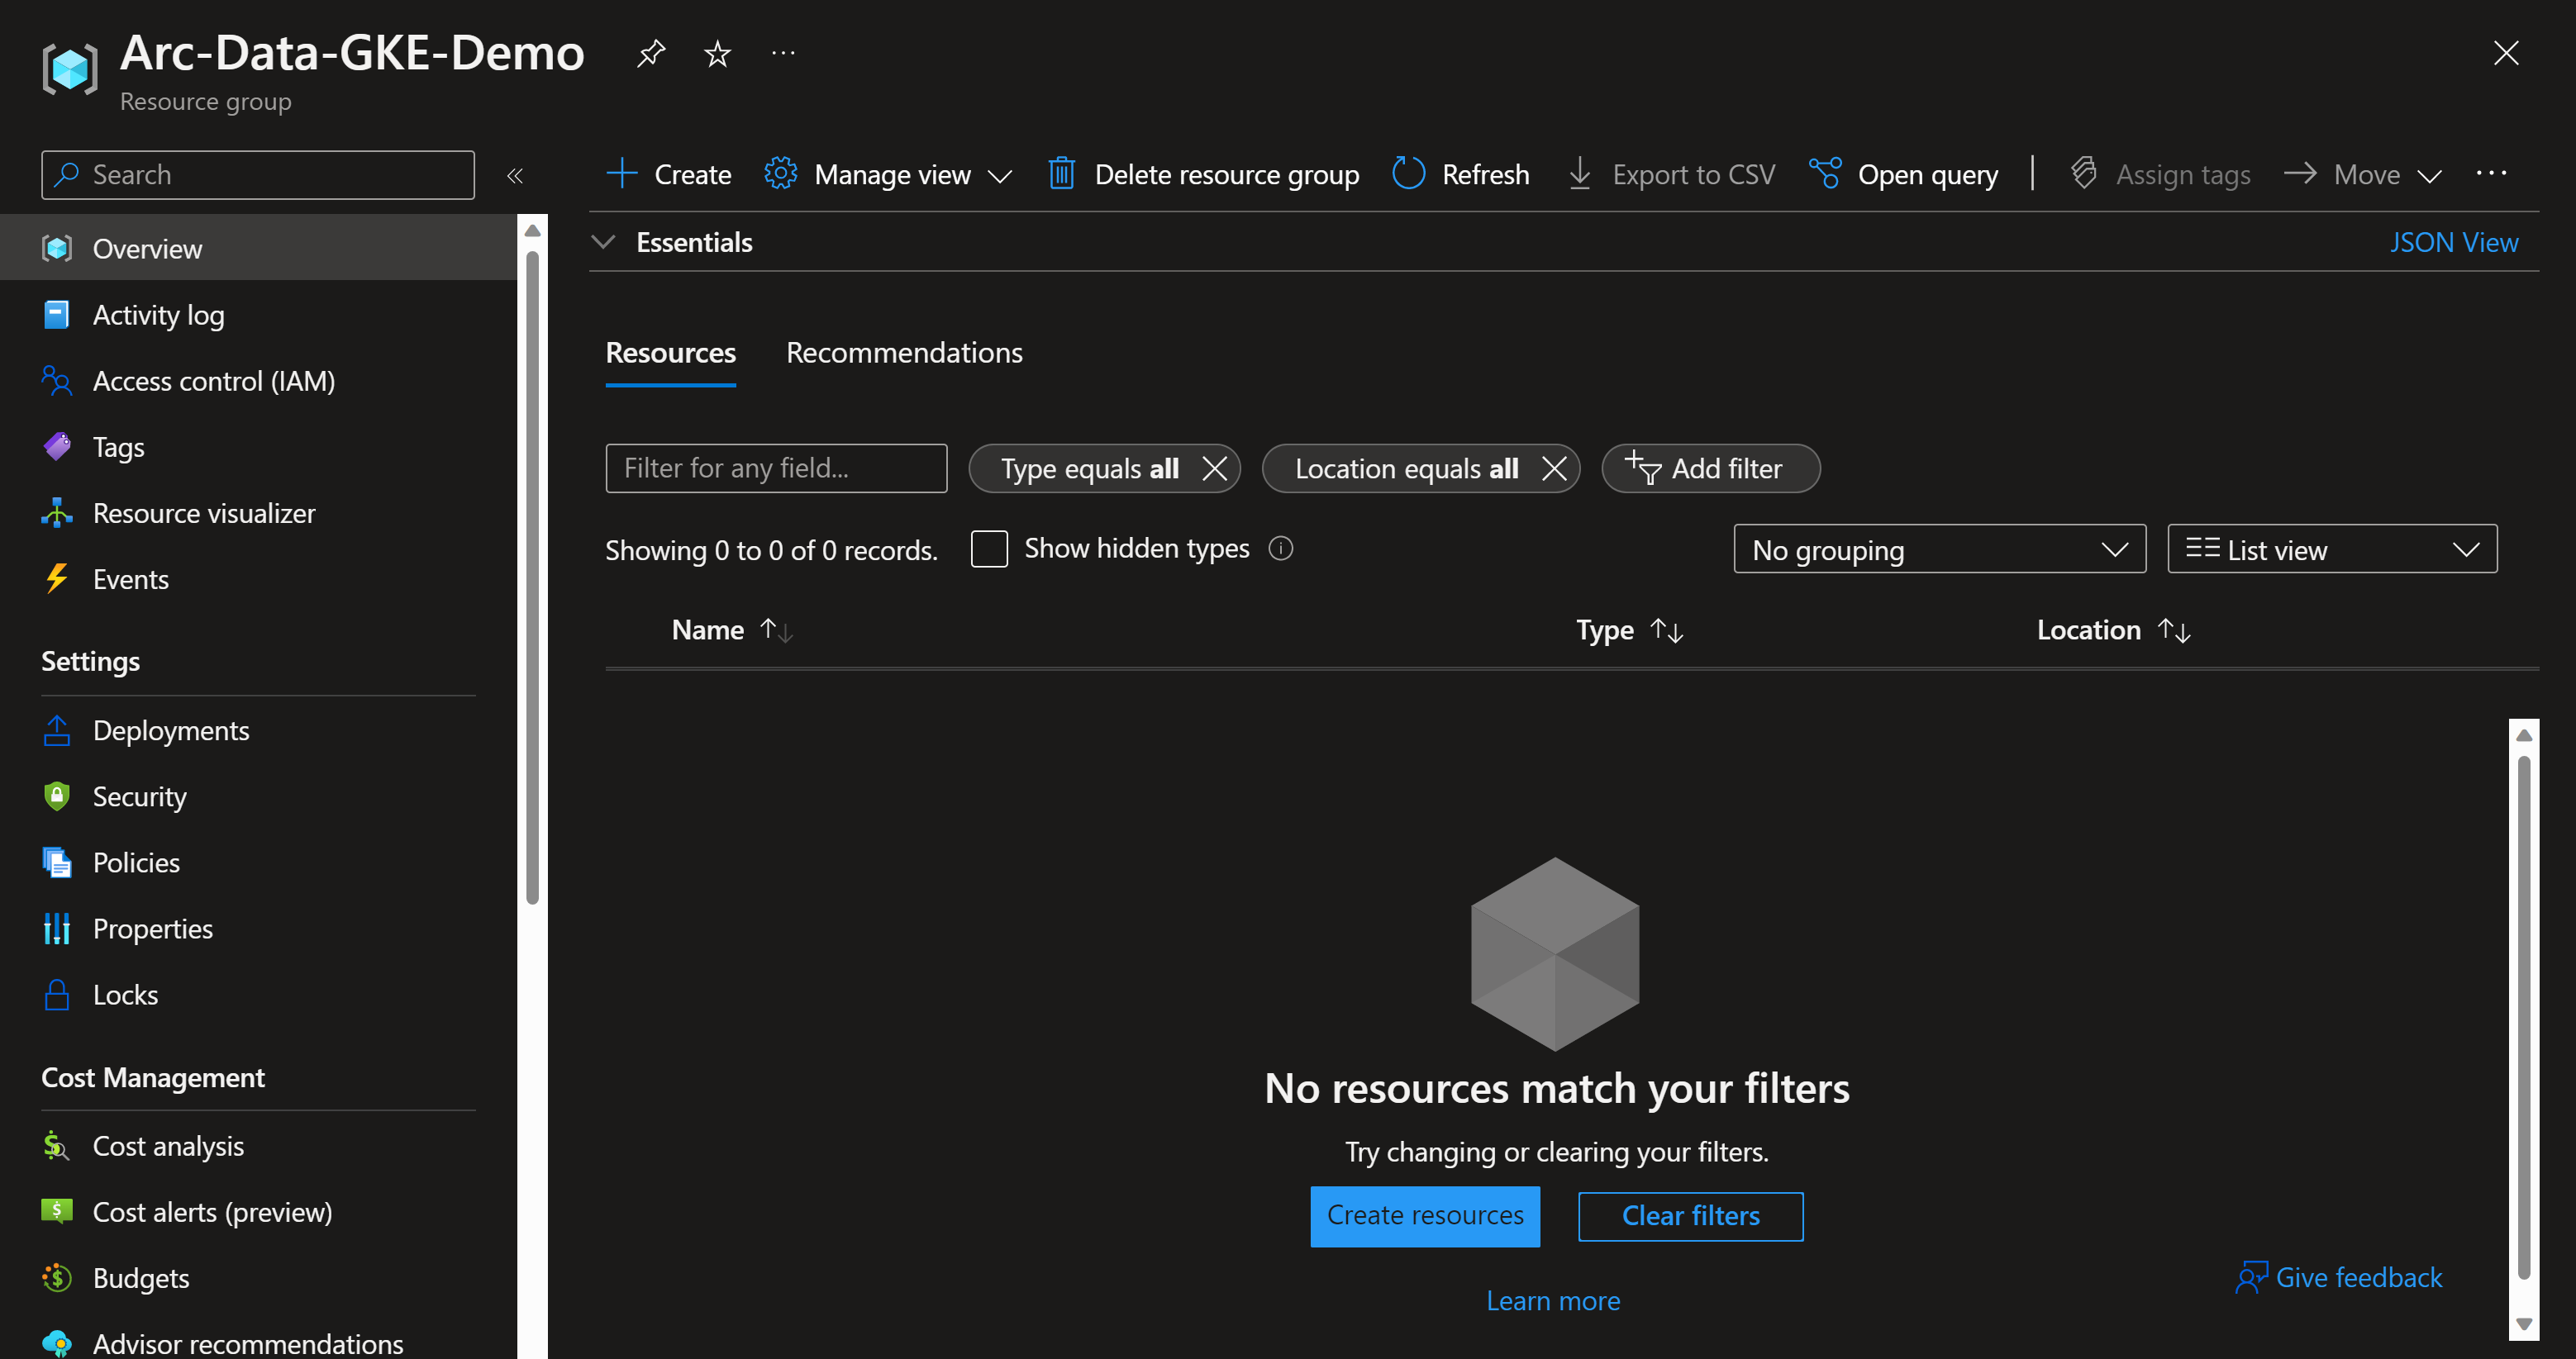 Arc-Data-GKE-Demo
Resource group
Search
Create Manage view Delete resource group Refresh Export to CSV Open query Assign tags Move
Overview
Activity log
Access control (IAM)
Tags
Resource visualizer
Events
Settings
Deployments
Security
Policies
Properties
Locks
Cost Management
Cost analysis
Cost alerts (preview)
Budgets
Advisor recommendations
Essentials JSON View
Resources Recommendations
Filter for any field... Type equals all Location equals all Add filter
Showing 0 to 0 of 0 records. Show hidden types No grouping List view
Name Type Location
No resources match your filters
Try changing or clearing your filters.
Create resources Clear filters
Learn more
Give feedback